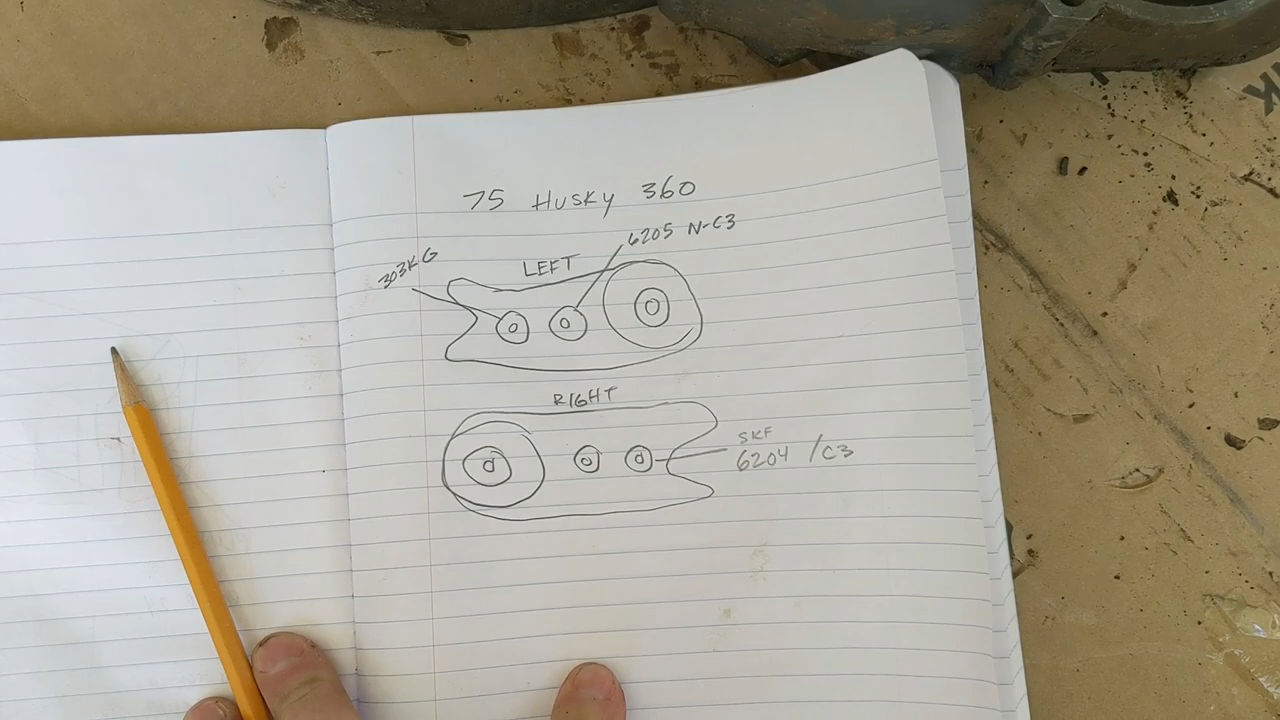 75 HUSKY 360
6205 N-C3
303KG
LEFT
RIGHT
SKF
6204 /C3